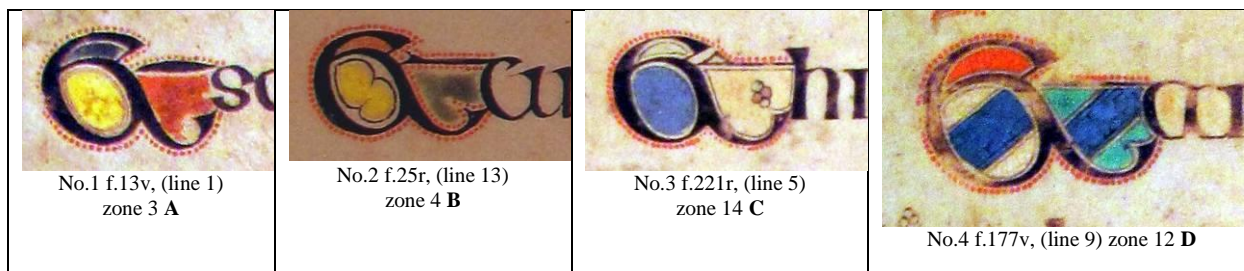 No.1 f.13v, (line 1)
zone 3 A
No.2 f.25r, (line 13)
zone 4 B
No.3 f.221r, (line 5)
zone 14 C
No.4 f.177v, (line 9) zone 12 D